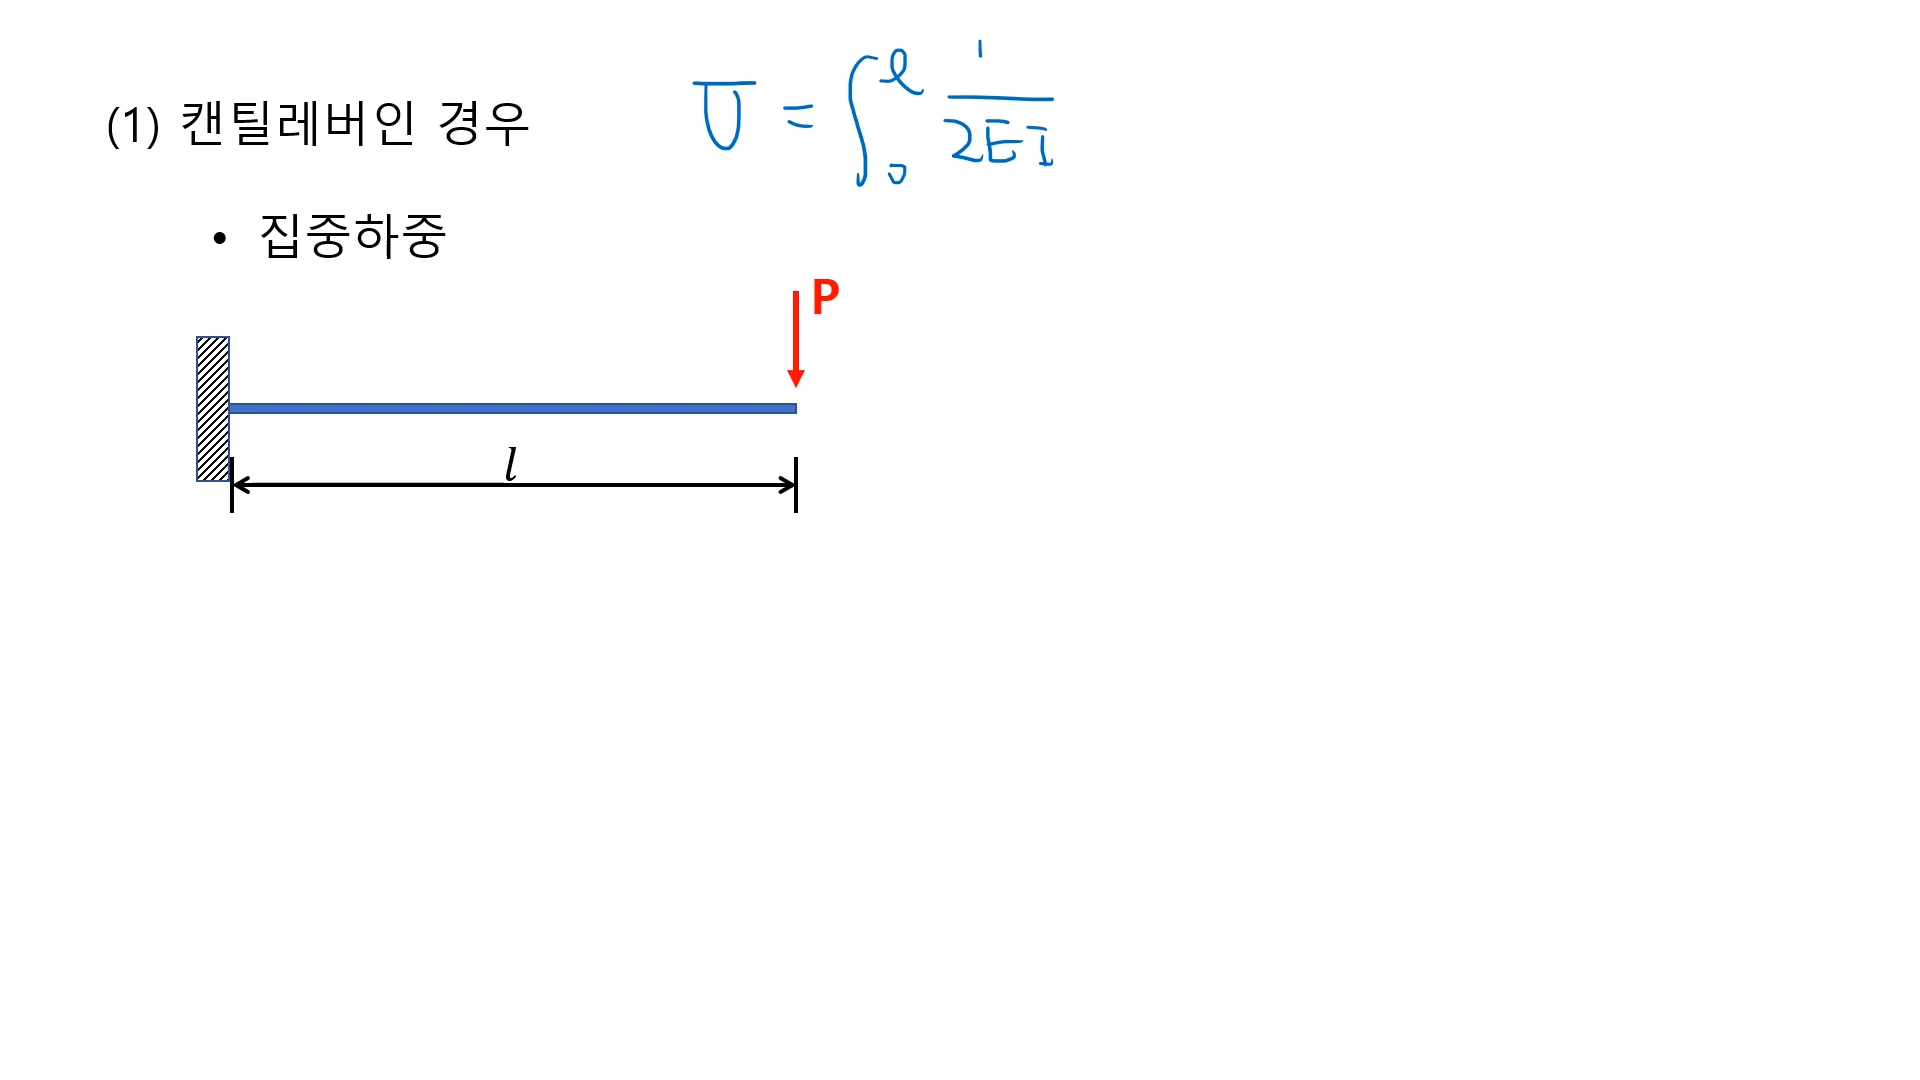 (1) 캔틸레버인 경우
U = ∫₀ˡ 1/2EI
• 집중하중
P
l